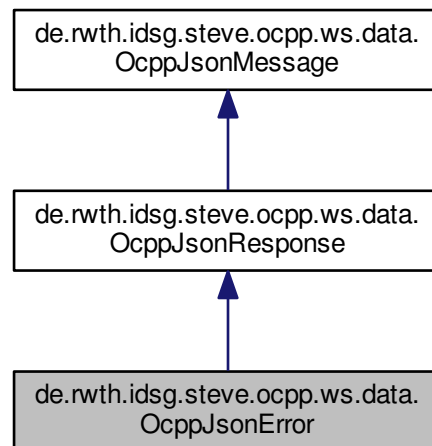 de.rwth.idsg.steve.ocpp.ws.data.
OcppJsonMessage
de.rwth.idsg.steve.ocpp.ws.data.
OcppJsonResponse
de.rwth.idsg.steve.ocpp.ws.data.
OcppJsonError